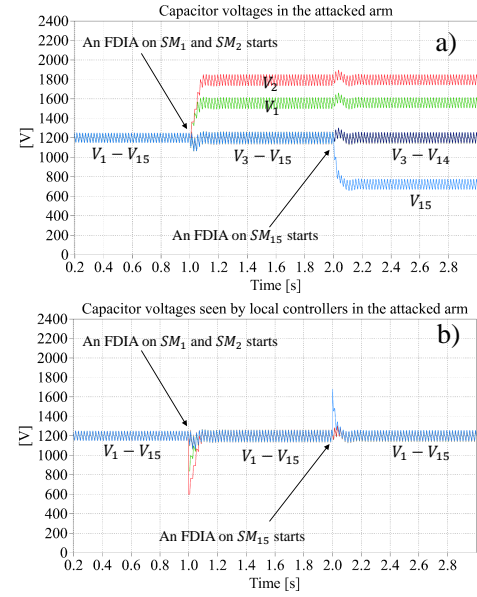 Capacitor voltages in the attacked arm
2400
2200
2000
1800
1600
1400
1200
1000
800
600
400
200
0
[V]
An FDIA on SM₁ and SM₂ starts
a)
V₂
V₁
V₁ − V₁₅
V₃ − V₁₅
V₃ − V₁₄
V₁₅
An FDIA on SM₁₅ starts
0.2 0.4 0.6 0.8 1.0 1.2 1.4 1.6 1.8 2.0 2.2 2.4 2.6 2.8
Time [s]
Capacitor voltages seen by local controllers in the attacked arm
2400
2200
2000
1800
1600
1400
1200
1000
800
600
400
200
0
[V]
b)
An FDIA on SM₁ and SM₂ starts
V₁ − V₁₅
V₁ − V₁₅
V₁ − V₁₅
An FDIA on SM₁₅ starts
0.2 0.4 0.6 0.8 1.0 1.2 1.4 1.6 1.8 2.0 2.2 2.4 2.6 2.8
Time [s]